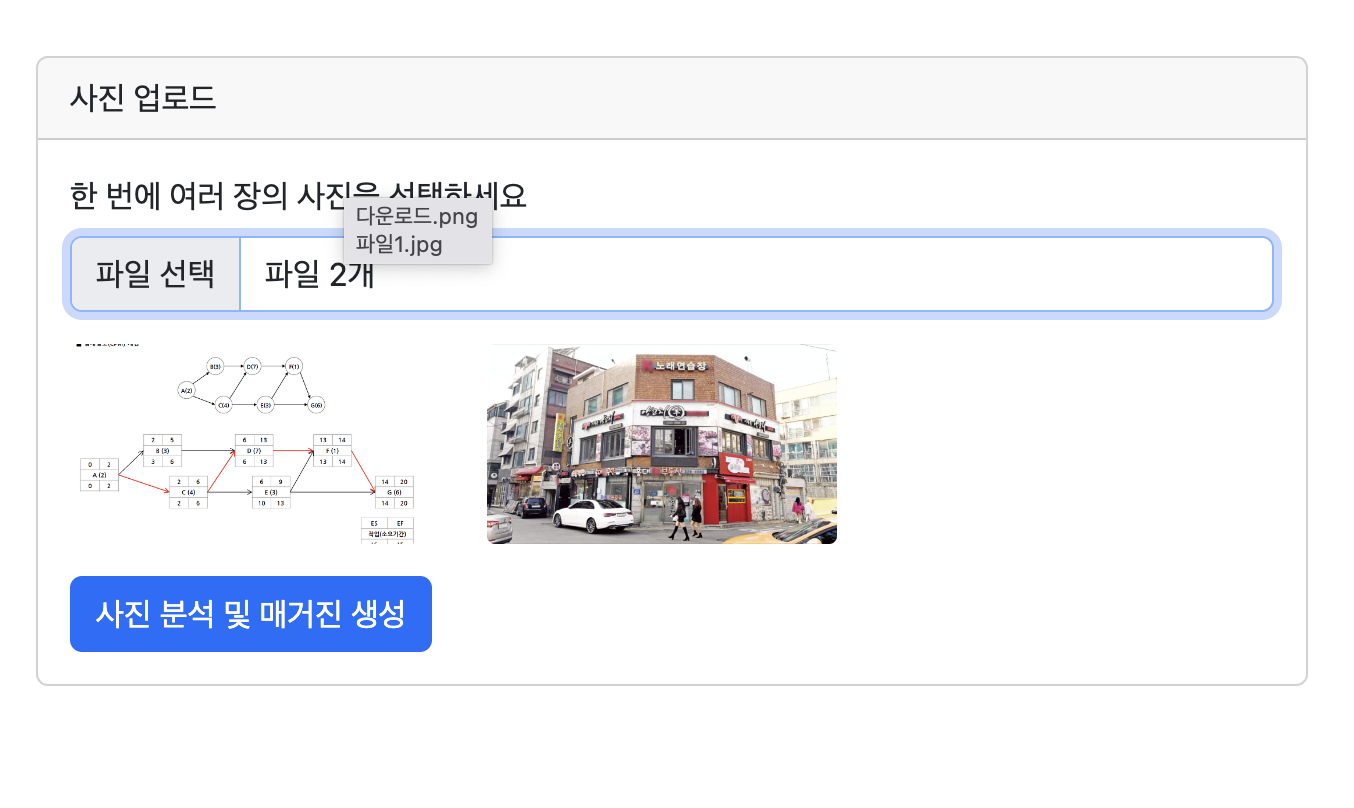 사진 업로드
한 번에 여러 장의 사진을 선택하세요
다운로드.png
파일1.jpg
파일 선택
파일 2개
B(3)
D(7)
F(1)
A(2)
C(4)
E(3)
G(6)
2 5
B (3)
3 6
6 13
D (7)
6 13
13 14
F (1)
13 14
0 2
A (2)
0 2
2 6
C (4)
2 6
6 9
E (3)
10 13
14 20
G (6)
14 20
ES EF
작업(소요기간)
노래연습장
사진 분석 및 매거진 생성